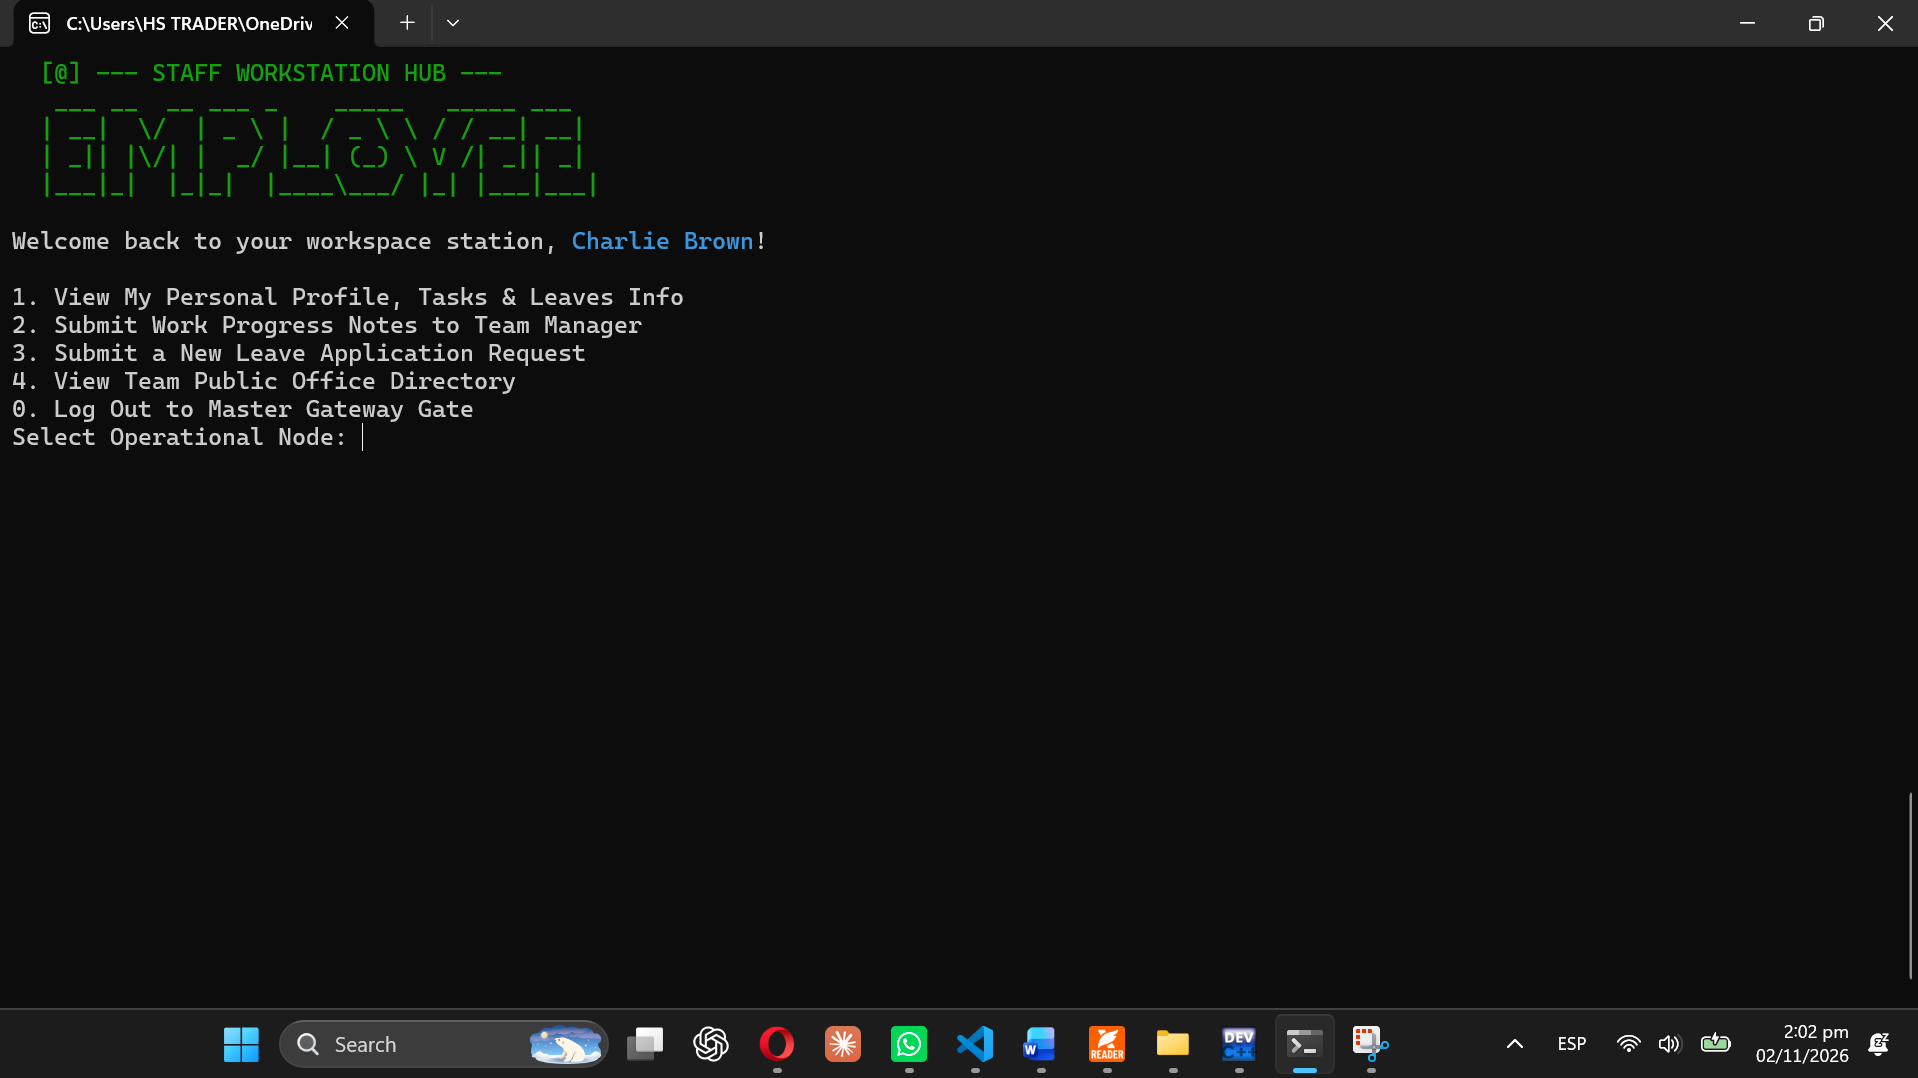 C:\Users\HS TRADER\OneDriv
[@] --- STAFF WORKSTATION HUB ---
EMPLOYEE
Welcome back to your workspace station, Charlie Brown!
1. View My Personal Profile, Tasks & Leaves Info
2. Submit Work Progress Notes to Team Manager
3. Submit a New Leave Application Request
4. View Team Public Office Directory
0. Log Out to Master Gateway Gate
Select Operational Node:
Search
W
READER
DEV
C++
ESP
2:02 pm
02/11/2026